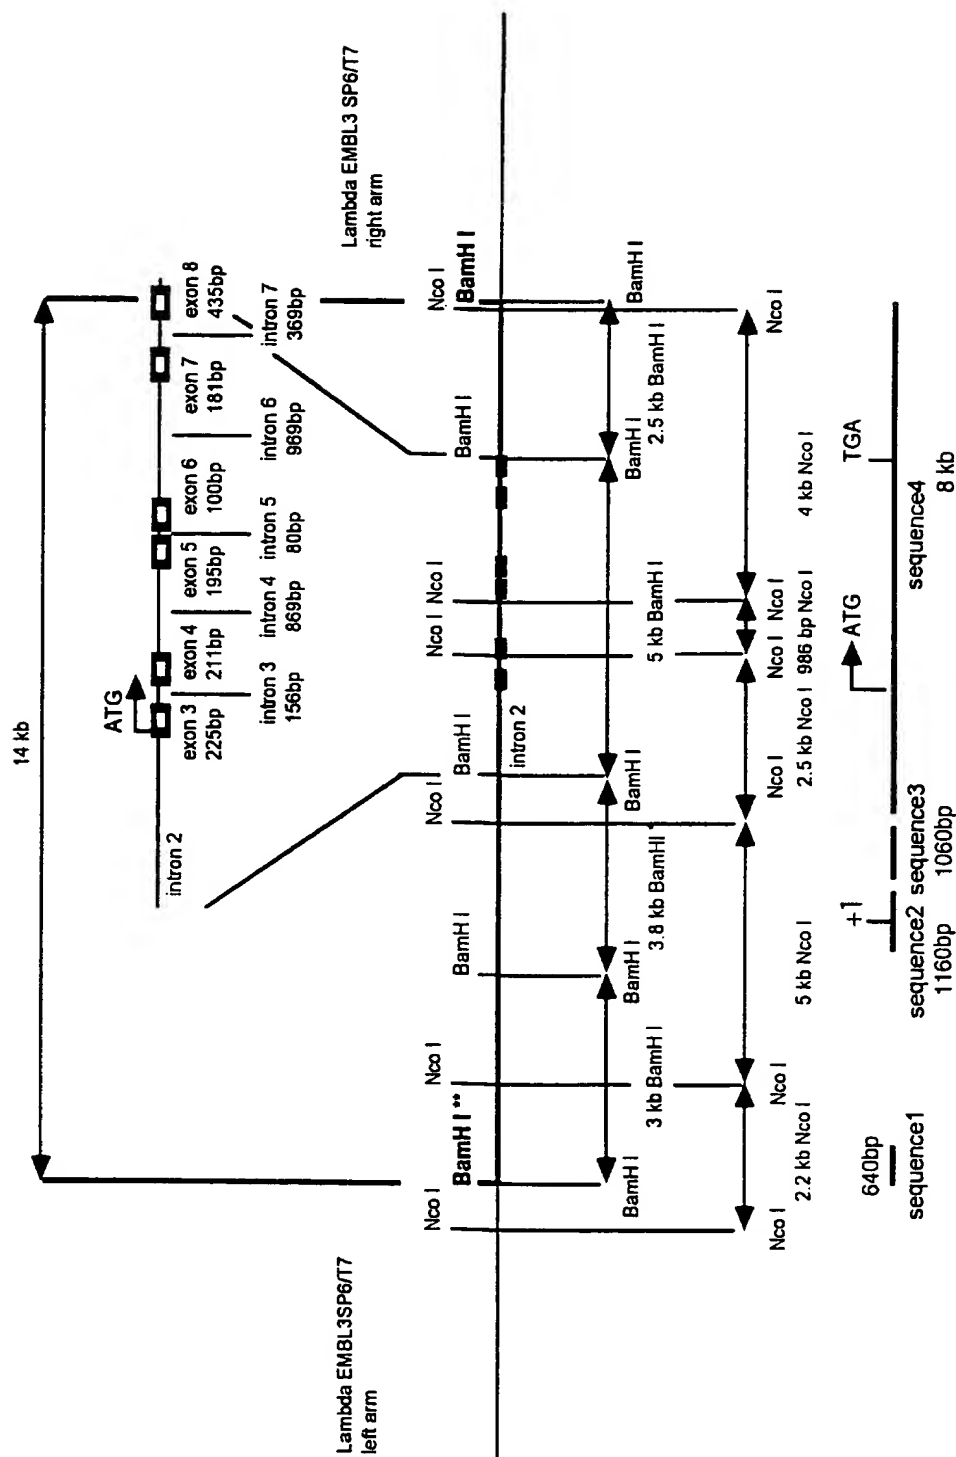 14 kb
ATG
intron 2
exon 3
225bp
exon 4
211bp
exon 5
195bp
exon 6
100bp
exon 7
181bp
exon 8
435bp
intron 3
156bp
intron 4
869bp
intron 5
80bp
intron 6
969bp
intron 7
369bp
Lambda EMBL3SP6/T7
left arm
Lambda EMBL3 SP6/T7
right arm
Nco I
BamH I **
Nco I
BamH I
Nco I
BamH I
Nco I
Nco I
BamH I
Nco I
BamH I
intron 2
BamH I
3 kb BamH I
BamH I
3.8 kb BamH I
BamH I
5 kb BamH I
BamH I
2.5 kb BamH I
BamH I
Nco I
2.2 kb Nco I
Nco I
5 kb Nco I
Nco I
2.5 kb Nco I
Nco I
986 bp Nco I
Nco I
4 kb Nco I
Nco I
640bp
sequence1
+1
sequence2
1160bp
sequence3
1060bp
ATG
TGA
sequence4
8 kb